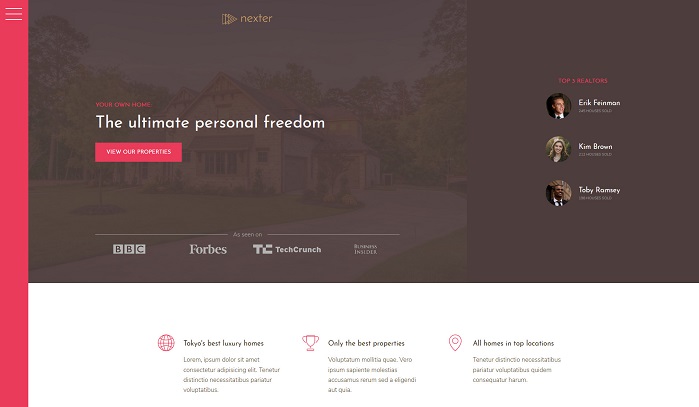 nexter
YOUR OWN HOME:
The ultimate personal freedom
VIEW OUR PROPERTIES
As seen on
BBC
Forbes
TechCrunch
BUSINESS
INSIDER
TOP 3 REALTORS
Erik Feinman
HOUSES SOLD
Kim Brown
HOUSES SOLD
Toby Ramsey
HOUSES SOLD
Tokyo's best luxury homes
Lorem, ipsum dolor sit amet
consectetur adipisicing elit. Tenetur
distinctio necessitatibus pariatur
voluptatibus.
Only the best properties
Voluptatum mollitia quae. Vero
ipsum sapiente molestias
accusamus rerum sed a eligendi
aut quia.
All homes in top locations
Tenetur distinctio necessitatibus
pariatur voluptatibus quidem
consequatur harum.